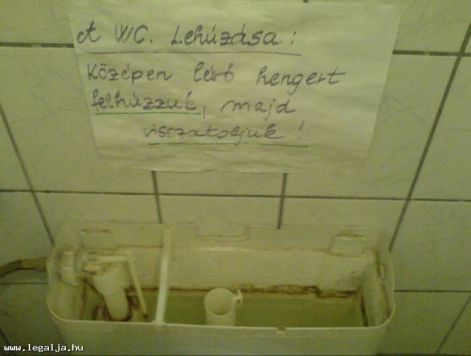 A WC. Lehúzása!
Középen lévő hengert
felhúzzuk, majd
visszatoljuk!
www.legalja.hu